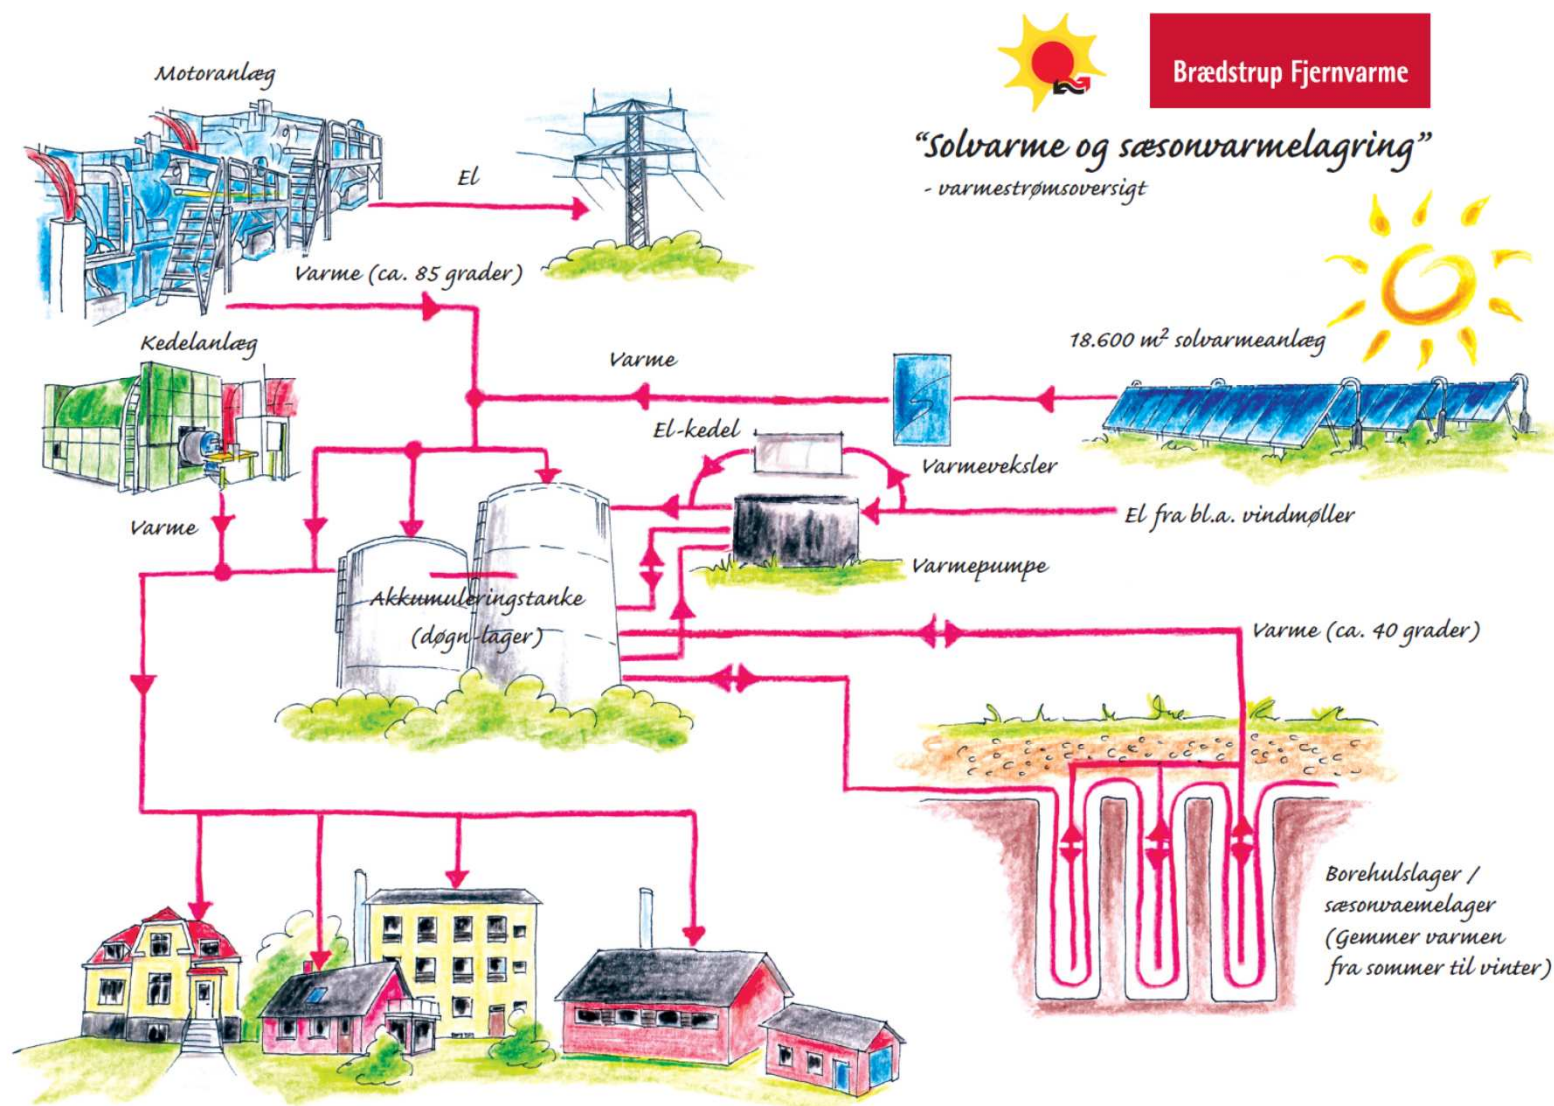 Brædstrup Fjernvarme
“Solvarme og sæsonvarmelagring”
- varmestrømsoversigt
Motoranlæg
El
Varme (ca. 85 grader)
Kedelanlæg
Varme
18.600 m² solvarmeanlæg
Varme
El-kedel
Varmeveksler
El fra bl.a. vindmøller
Varmepumpe
Akkumuleringstanke
(døgn-lager)
Varme (ca. 40 grader)
Borehulslager /
sæsonvaemelager
(Gemmer varmen
fra sommer til vinter)